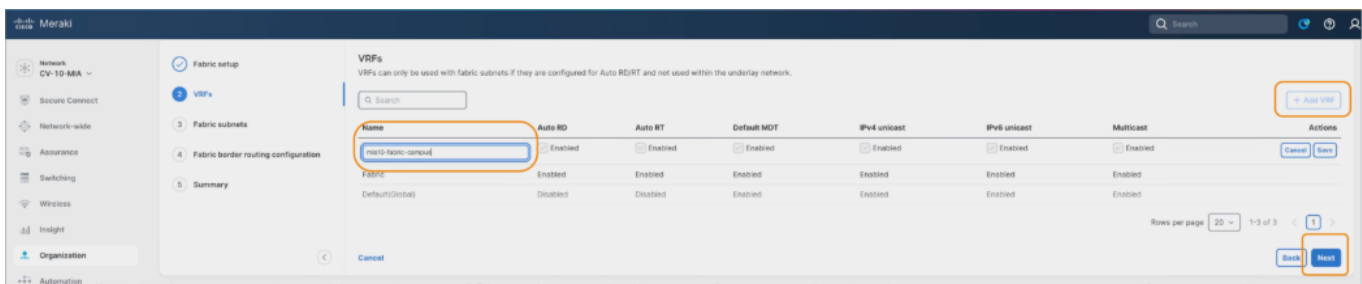 CISCO Meraki Search
Network
CV-10-MIA
Secure Connect
Network-wide
Assurance
Switching
Wireless
Insight
Organization
Automation
Fabric setup
2 VRFs
3 Fabric subnets
4 Fabric border routing configuration
5 Summary
VRFs
VRFs can only be used with fabric subnets if they are configured for Auto RD/RT and not used within the underlay network.
Search + Add VRF
Name Auto RD Auto RT Default MDT IPv4 unicast IPv6 unicast Multicast Actions
mia10-fabric-campus Enabled Enabled Enabled Enabled Enabled Enabled Cancel Save
Fabric Enabled Enabled Enabled Enabled Enabled Enabled
Default(Global) Disabled Disabled Enabled Enabled Enabled Enabled
Rows per page 20 1-3 of 3 < 1 >
Cancel Back Next